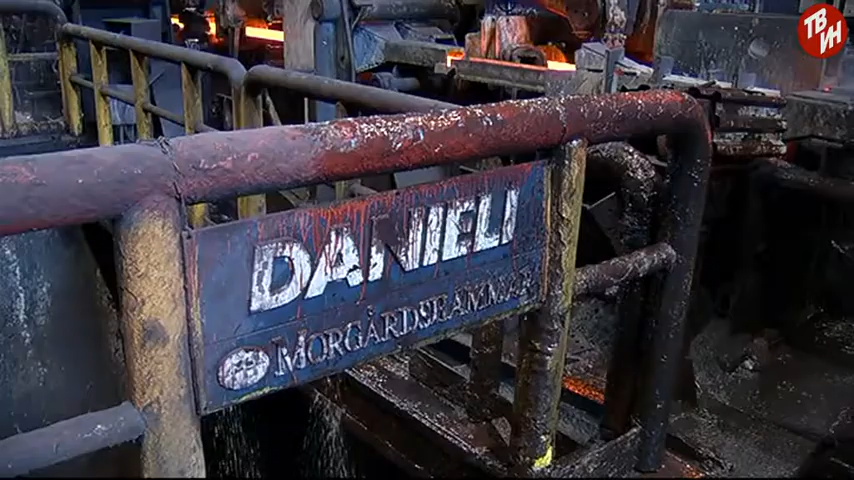 ТВ
ИН
DANIELI
MORGÅRDSHAMMAR